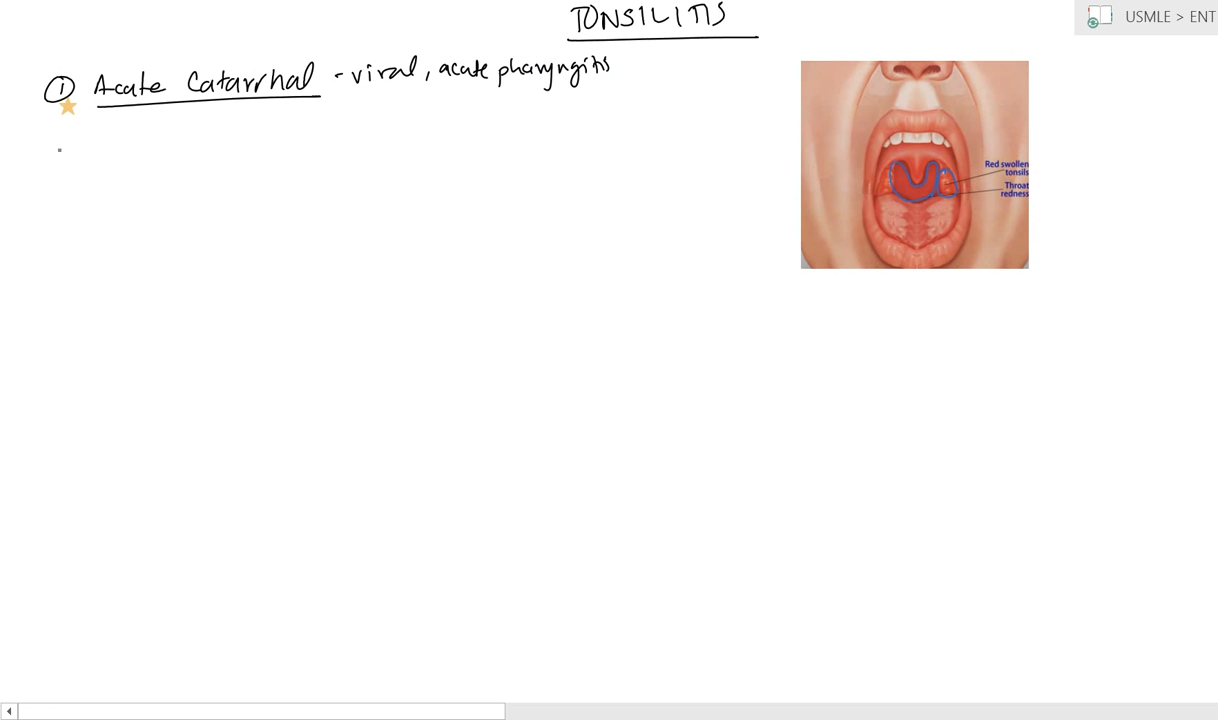 TONSILITIS
USMLE > ENT
① Acute Catarrhal - viral, acute pharyngitis
Red swollen
tonsils
Throat
redness